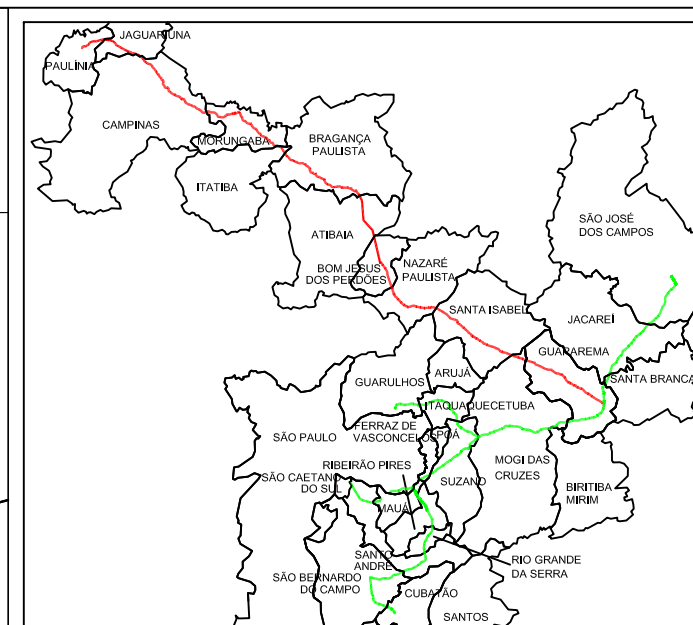 JAGUARIUNA
PAULÍNIA
CAMPINAS
MORUNGABA
BRAGANÇA
PAULISTA
ITATIBA
SÃO JOSÉ
DOS CAMPOS
ATIBAIA
BOM JESUS
DOS PERDÕES
NAZARÉ
PAULISTA
SANTA ISABEL
JACAREÍ
GUARAREMA
SANTA BRANCA
GUARULHOS
ARUJÁ
ITAQUAQUECETUBA
FERRAZ DE
VASCONCELOS
POÁ
SÃO PAULO
RIBEIRÃO PIRES
MOGI DAS
CRUZES
SÃO CAETANO
DO SUL
SUZANO
BIRITIBA
MIRIM
MAUÁ
SANTO
ANDRÉ
RIO GRANDE
DA SERRA
SÃO BERNARDO
DO CAMPO
CUBATÃO
SANTOS